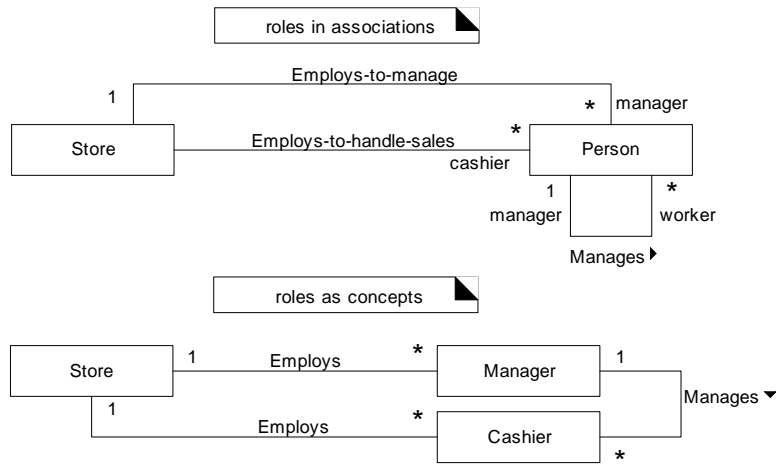 roles in associations
Employs-to-manage
1
* manager
Store
Employs-to-handle-sales
*
cashier
Person
1
*
manager
worker
Manages
roles as concepts
Store
1
Employs
*
Manager
1
Manages
1
Employs
*
Cashier
*